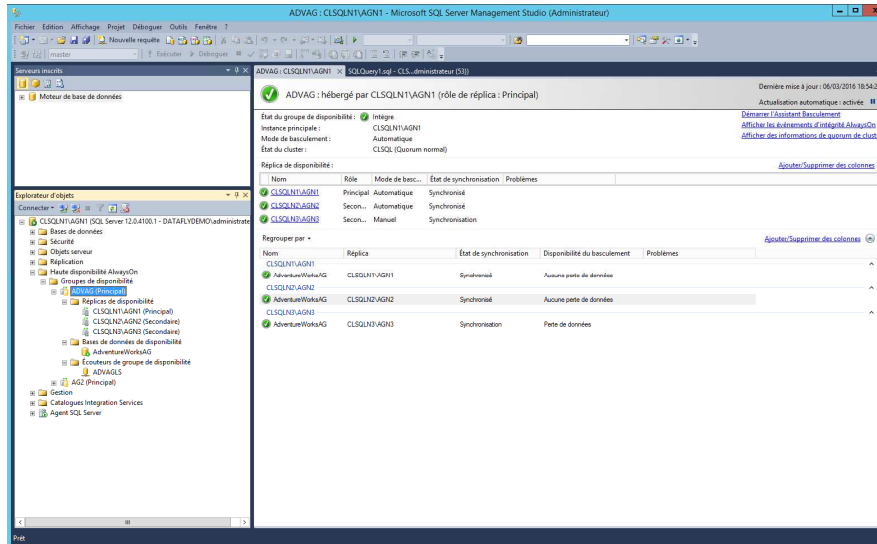 ADVAG : CLSQLN1\AGN1 - Microsoft SQL Server Management Studio (Administrateur)
Fichier Edition Affichage Projet Déboguer Outils Fenêtre ?
Nouvelle requête
master
Exécuter Déboguer
Serveurs inscrits
Moteur de base de données
Explorateur d'objets
Connecter
CLSQLN1\AGN1 (SQL Server 12.0.4100.1 - DATAFLYDEMO\administrate
Bases de données
Sécurité
Objets serveur
Réplication
Haute disponibilité AlwaysOn
Groupes de disponibilité
ADVAG (Principal)
Réplicas de disponibilité
CLSQLN1\AGN1 (Principal)
CLSQLN2\AGN2 (Secondaire)
CLSQLN3\AGN3 (Secondaire)
Bases de données de disponibilité
AdventureWorksAG
Écouteurs de groupe de disponibilité
ADVAGLS
AG2 (Principal)
Gestion
Catalogues Integration Services
Agent SQL Server
ADVAG : CLSQLN1\AGN1 SQLQuery1.sql - CLS...dministrateur (53))
ADVAG : hébergé par CLSQLN1\AGN1 (rôle de réplica : Principal)
Dernière mise à jour : 06/03/2016 18:54:2
Actualisation automatique : activée
État du groupe de disponibilité : Intègre
Instance principale : CLSQLN1\AGN1
Mode de basculement : Automatique
État du cluster : CLSQL (Quorum normal)
Démarrer l'Assistant Basculement
Afficher les événements d'intégrité AlwaysOn
Afficher des informations de quorum de clust
Réplica de disponibilité :
Ajouter/Supprimer des colonnes
Nom Rôle Mode de basc... État de synchronisation Problèmes
CLSQLN1\AGN1 Principal Automatique Synchronisé
CLSQLN2\AGN2 Secon... Automatique Synchronisé
CLSQLN3\AGN3 Secon... Manuel Synchronisation
Regrouper par
Ajouter/Supprimer des colonnes
Nom Réplica État de synchronisation Disponibilité du basculement Problèmes
CLSQLN1\AGN1
AdventureWorksAG CLSQLN1\AGN1 Synchronisé Aucune perte de données
CLSQLN2\AGN2
AdventureWorksAG CLSQLN2\AGN2 Synchronisé Aucune perte de données
CLSQLN3\AGN3
AdventureWorksAG CLSQLN3\AGN3 Synchronisation Perte de données
Prêt